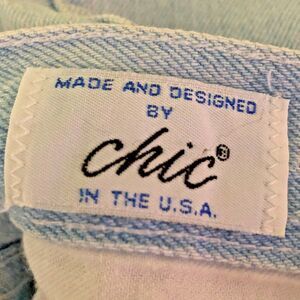 MADE AND DESIGNED
BY
chic®
IN THE U.S.A.